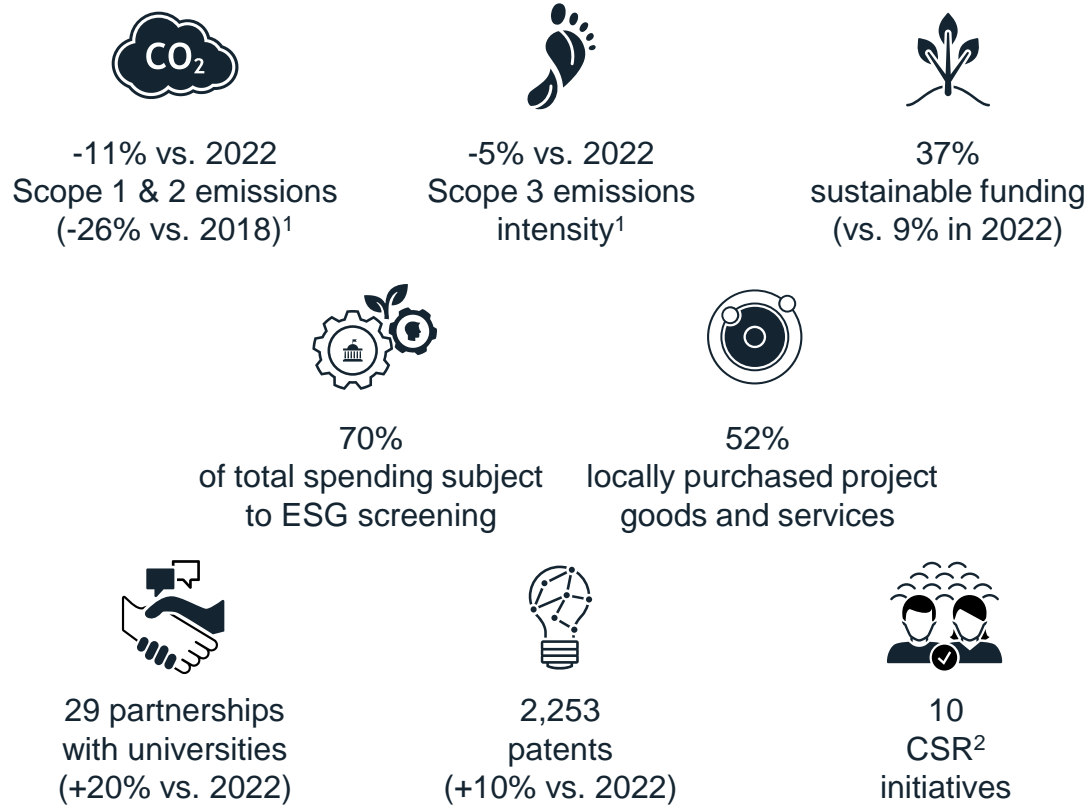 CO₂
-11% vs. 2022
Scope 1 & 2 emissions
(-26% vs. 2018)¹
-5% vs. 2022
Scope 3 emissions
intensity¹
37%
sustainable funding
(vs. 9% in 2022)
70%
of total spending subject
to ESG screening
52%
locally purchased project
goods and services
29 partnerships
with universities
(+20% vs. 2022)
2,253
patents
(+10% vs. 2022)
10
CSR²
initiatives